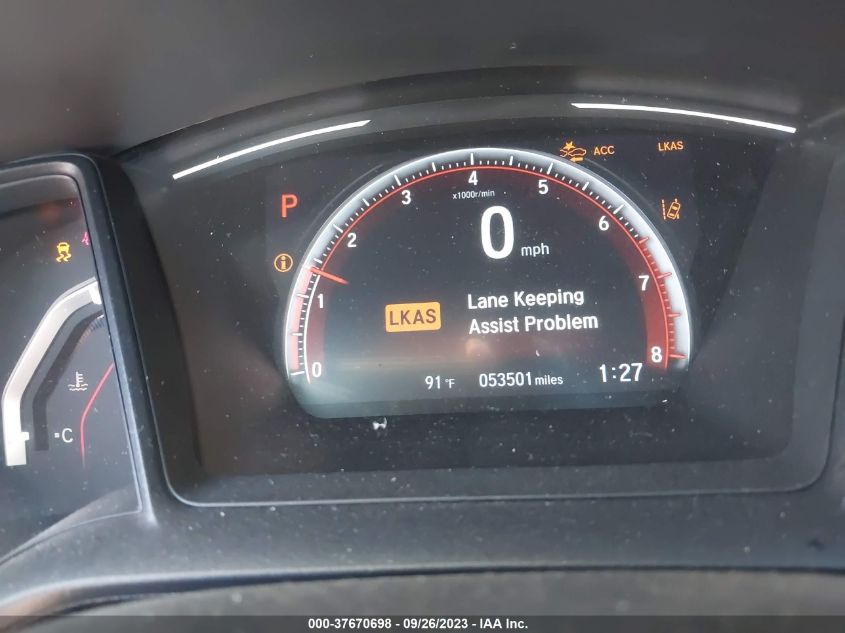 ACC
LKAS
P
x1000r/min
0 1 2 3 4 5 6 7 8
0 mph
LKAS
Lane Keeping
Assist Problem
91°F
053501 miles
1:27
C
000-37670698 - 09/26/2023 - IAA Inc.